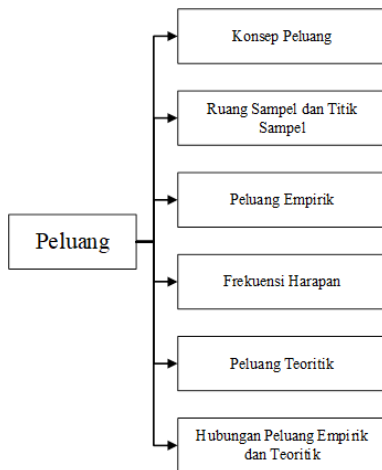 Konsep Peluang
Ruang Sampel dan Titik
Sampel
Peluang Empirik
Peluang
Frekuensi Harapan
Peluang Teoritik
Hubungan Peluang Empirik
dan Teoritik